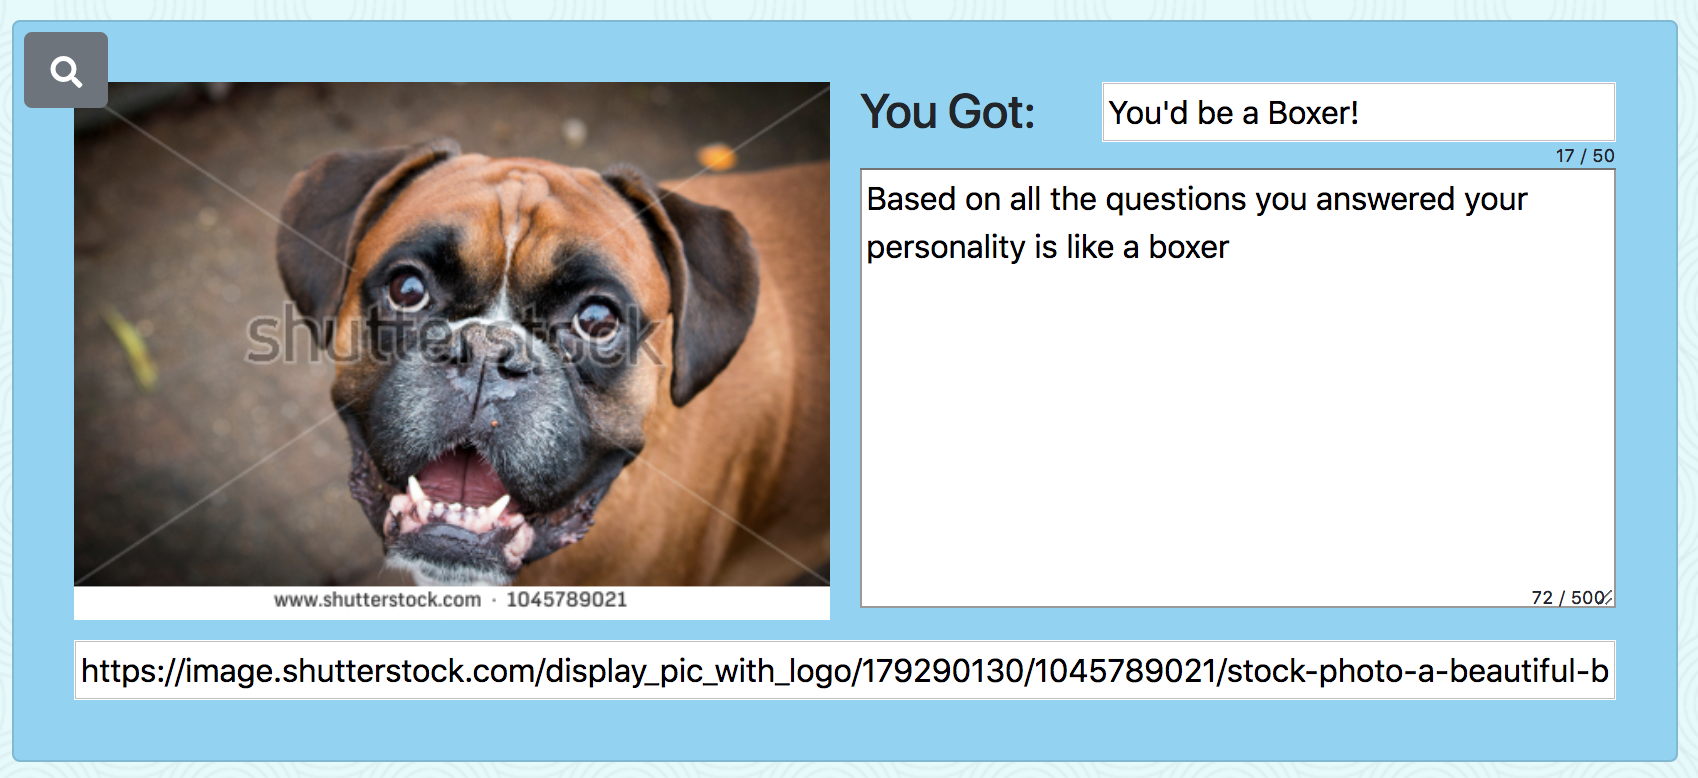 You Got:
You'd be a Boxer!
17 / 50
Based on all the questions you answered your
personality is like a boxer
72 / 500
shutterstock
www.shutterstock.com · 1045789021
https://image.shutterstock.com/display_pic_with_logo/179290130/1045789021/stock-photo-a-beautiful-b